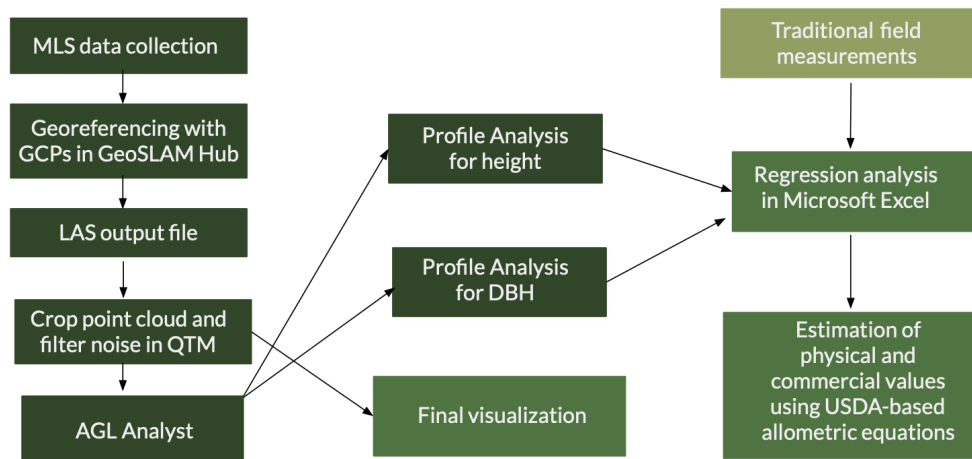 MLS data collection
Georeferencing with
GCPs in GeoSLAM Hub
LAS output file
Crop point cloud and
filter noise in QTM
AGL Analyst
Profile Analysis
for height
Profile Analysis
for DBH
Final visualization
Traditional field
measurements
Regression analysis
in Microsoft Excel
Estimation of
physical and
commercial values
using USDA-based
allometric equations